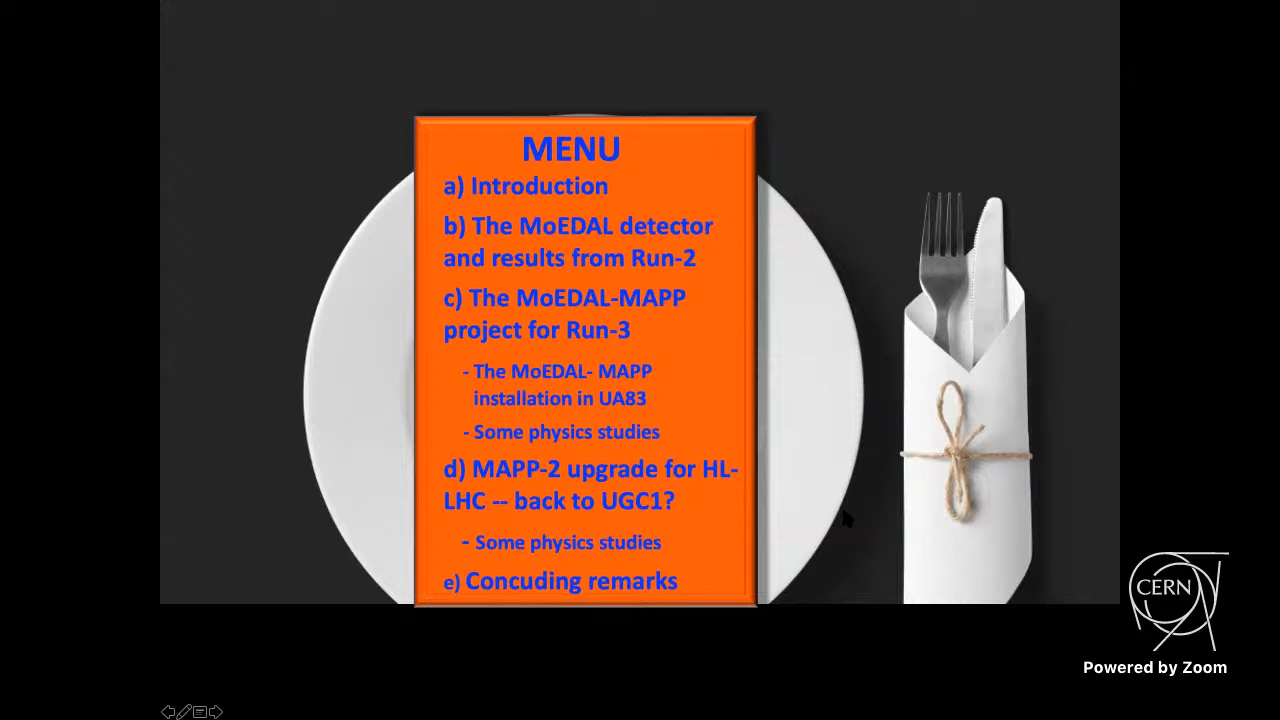 MENU
a) Introduction
b) The MoEDAL detector
and results from Run-2
c) The MoEDAL-MAPP
project for Run-3
- The MoEDAL- MAPP
installation in UA83
- Some physics studies
d) MAPP-2 upgrade for HL-
LHC -- back to UGC1?
- Some physics studies
e) Concuding remarks
CERN
Powered by Zoom